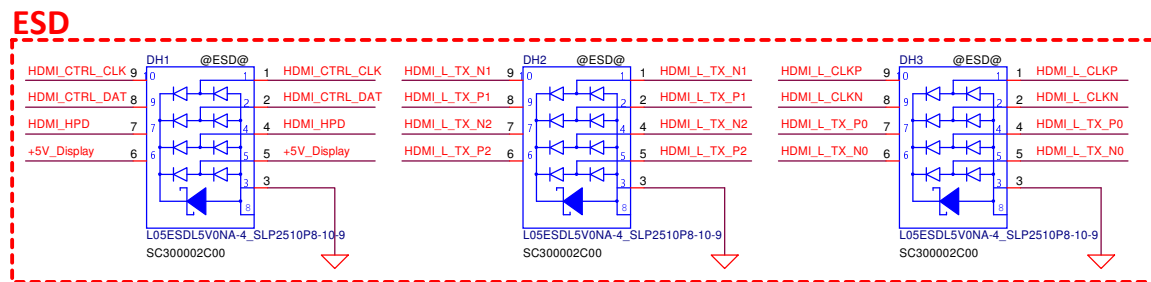 ESD
DH1 @ESD@
HDMI_CTRL_CLK 9 10 1 1 HDMI_CTRL_CLK
HDMI_CTRL_DAT 8 9 2 2 HDMI_CTRL_DAT
HDMI_HPD 7 7 4 4 HDMI_HPD
+5V_Display 6 6 5 5 +5V_Display
3 3
8
L05ESDL5V0NA-4_SLP2510P8-10-9
SC300002C00
DH2 @ESD@
HDMI_L_TX_N1 9 10 1 1 HDMI_L_TX_N1
HDMI_L_TX_P1 8 9 2 2 HDMI_L_TX_P1
HDMI_L_TX_N2 7 7 4 4 HDMI_L_TX_N2
HDMI_L_TX_P2 6 6 5 5 HDMI_L_TX_P2
3 3
8
L05ESDL5V0NA-4_SLP2510P8-10-9
SC300002C00
DH3 @ESD@
HDMI_L_CLKP 9 10 1 1 HDMI_L_CLKP
HDMI_L_CLKN 8 9 2 2 HDMI_L_CLKN
HDMI_L_TX_P0 7 7 4 4 HDMI_L_TX_P0
HDMI_L_TX_N0 6 6 5 5 HDMI_L_TX_N0
3 3
8
L05ESDL5V0NA-4_SLP2510P8-10-9
SC300002C00